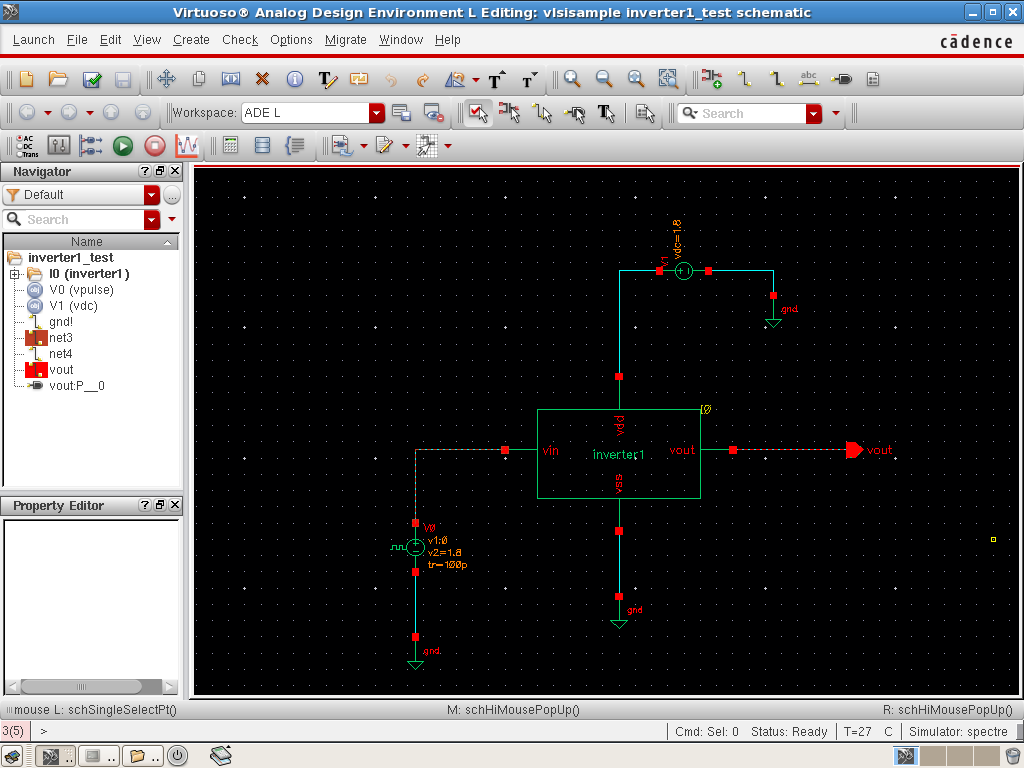 Virtuoso® Analog Design Environment L Editing: vlsisample inverter1_test schematic
Launch File Edit View Create Check Options Migrate Window Help
cādence
T T T
abc
Workspace: ADE L
T
Search
AC
DC
Trans
Navigator ? 
Default ...
Search
Name
inverter1_test
I0 (inverter1)
V0 (vpulse)
V1 (vdc)
gnd!
net3
net4
vout
vout:P__0
Property Editor ?
vdc=1.8
V1
gnd
I0
vdd
vin
inverter1
vout
vout
vss
V0
v1:0
v2=1.8
tr=100p
gnd
gnd
mouse L: schSingleSelectPt() M: schHiMousePopUp() R: schHiMousePopUp()
3(5) > Cmd: Sel: 0 Status: Ready T=27 C Simulator: spectre
.. .. ..